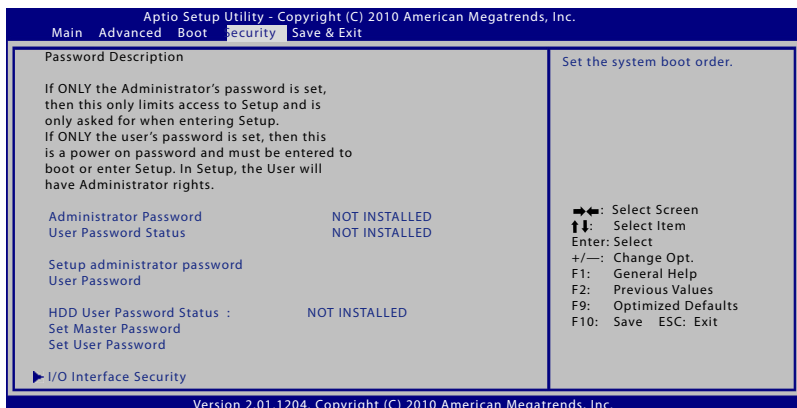 Aptio Setup Utility - Copyright (C) 2010 American Megatrends, Inc.
Main Advanced Boot Security Save & Exit
Password Description
If ONLY the Administrator's password is set,
then this only limits access to Setup and is
only asked for when entering Setup.
If ONLY the user's password is set, then this
is a power on password and must be entered to
boot or enter Setup. In Setup, the User will
have Administrator rights.
Administrator Password NOT INSTALLED
User Password Status NOT INSTALLED
Setup administrator password
User Password
HDD User Password Status : NOT INSTALLED
Set Master Password
Set User Password
I/O Interface Security
Set the system boot order.
→←: Select Screen
↑↓: Select Item
Enter: Select
+/—: Change Opt.
F1: General Help
F2: Previous Values
F9: Optimized Defaults
F10: Save ESC: Exit
Version 2.01.1204. Copyright (C) 2010 American Megatrends, Inc.